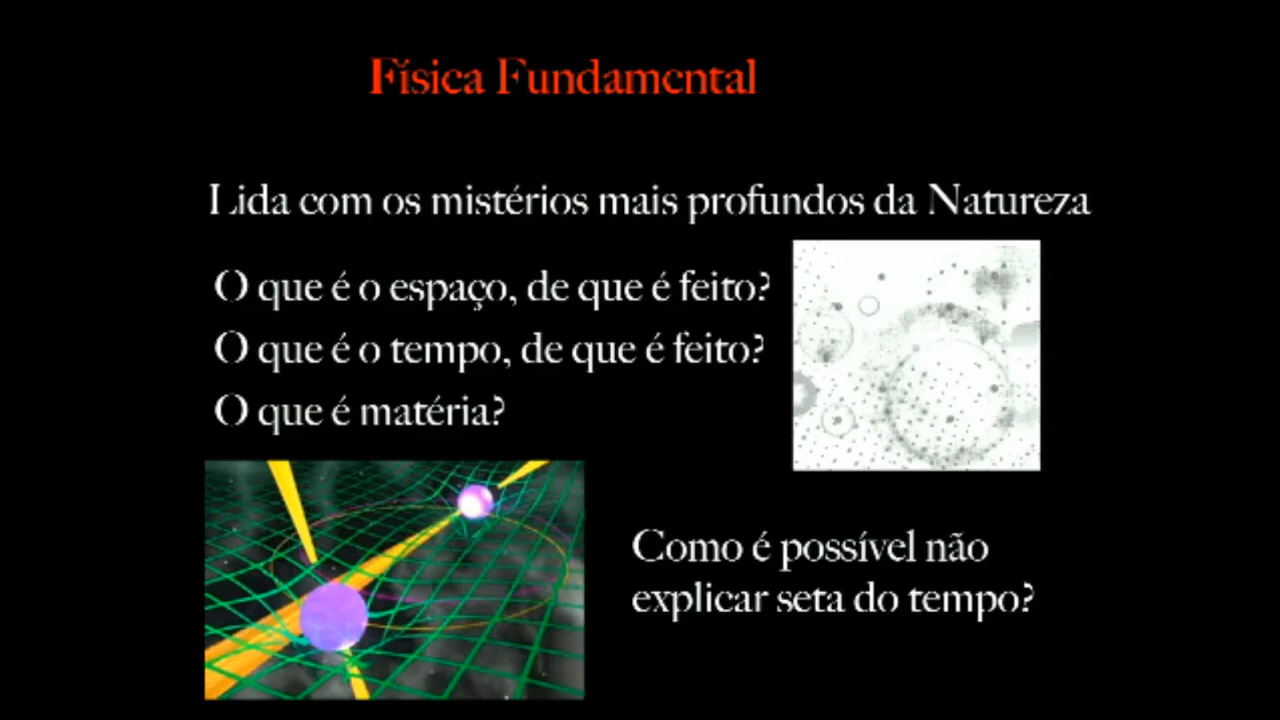 Física Fundamental
Lida com os mistérios mais profundos da Natureza
O que é o espaço, de que é feito?
O que é o tempo, de que é feito?
O que é matéria?
Como é possível não
explicar seta do tempo?